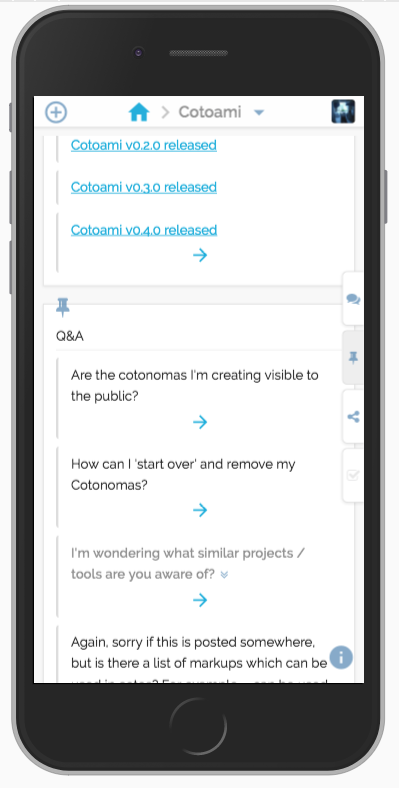 Cotoami
Cotoami v0.2.0 released
Cotoami v0.3.0 released
Cotoami v0.4.0 released
Q&A
Are the cotonomas I'm creating visible to
the public?
How can I 'start over' and remove my
Cotonomas?
I'm wondering what similar projects /
tools are you aware of?
Again, sorry if this is posted somewhere,
but is there a list of markups which can be